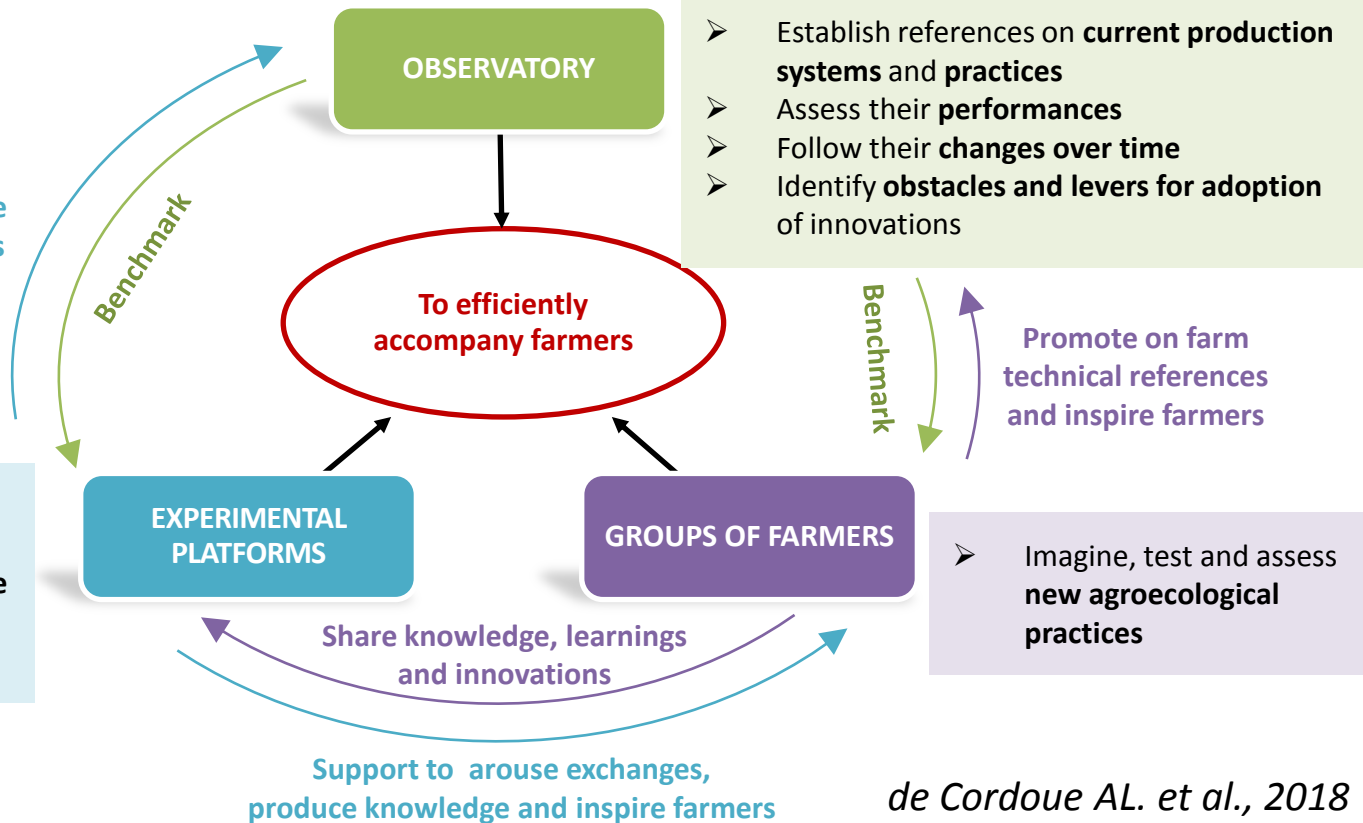 OBSERVATORY
➢ Establish references on current production
systems and practices
➢ Assess their performances
➢ Follow their changes over time
➢ Identify obstacles and levers for adoption
of innovations
Benchmark
To efficiently
accompany farmers
Benchmark
Promote on farm
technical references
and inspire farmers
EXPERIMENTAL
PLATFORMS
GROUPS OF FARMERS
➢ Imagine, test and assess
new agroecological
practices
Share knowledge, learnings
and innovations
Support to arouse exchanges,
produce knowledge and inspire farmers
de Cordoue AL. et al., 2018